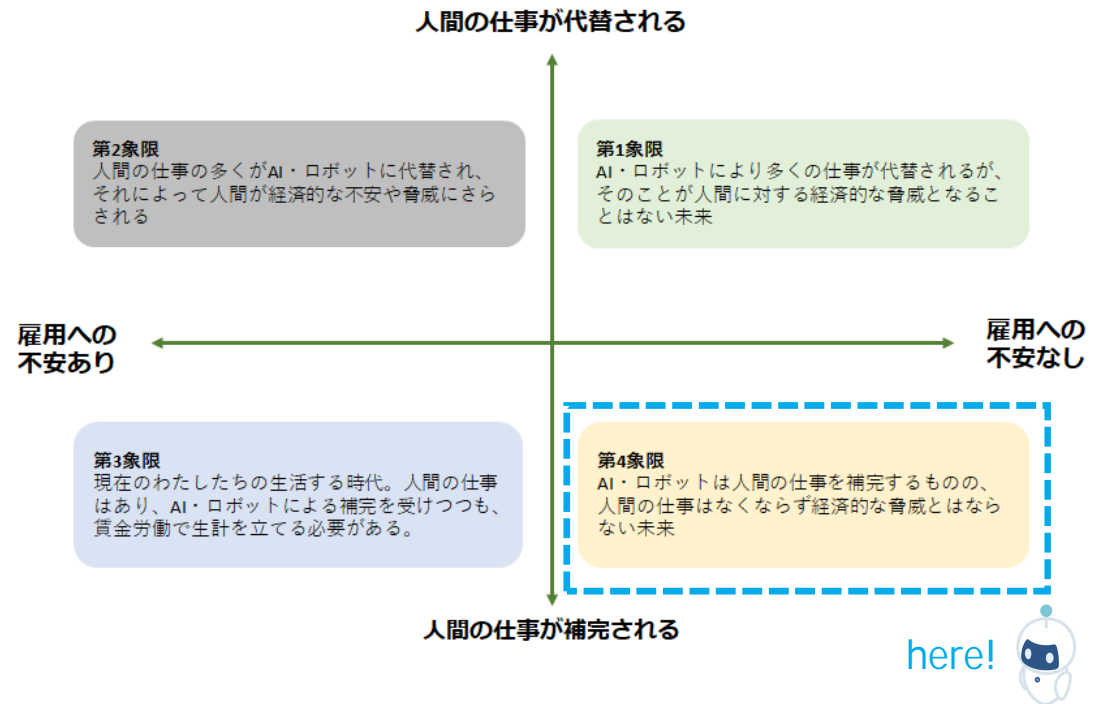 人間の仕事が代替される
第2象限
人間の仕事の多くがAI・ロボットに代替され、
それによって人間が経済的な不安や脅威にさら
される
第1象限
AI・ロボットにより多くの仕事が代替されるが、
そのことが人間に対する経済的な脅威となるこ
とはない未来
雇用への
不安あり
雇用への
不安なし
第3象限
現在のわたしたちの生活する時代。人間の仕事
はあり、AI・ロボットによる補完を受けつつも、
賃金労働で生計を立てる必要がある。
第4象限
AI・ロボットは人間の仕事を補完するものの、
人間の仕事はなくならず経済的な脅威とはなら
ない未来
人間の仕事が補完される
here!